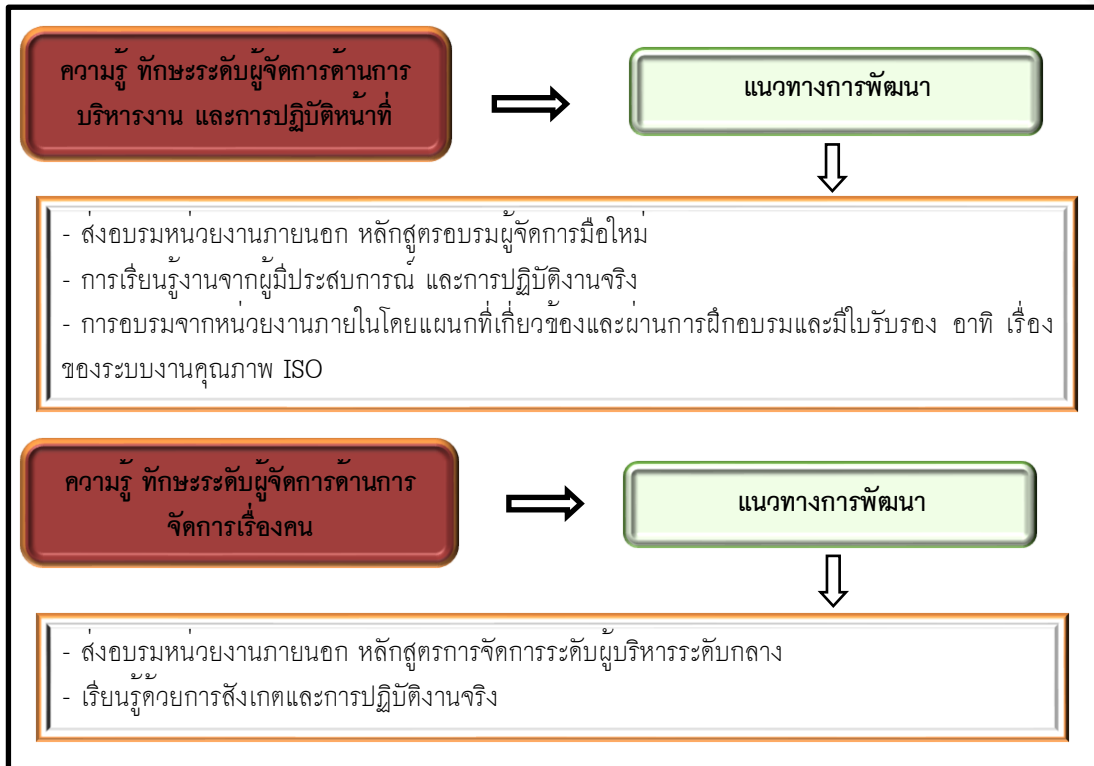 ความรู้ ทักษะระดับผู้จัดการด้านการ
บริหารงาน และการปฏิบัติหน้าที่
แนวทางการพัฒนา
- ส่งอบรมหน่วยงานภายนอก หลักสูตรอบรมผู้จัดการมือใหม่
- การเรียนรู้งานจากผู้มีประสบการณ์ และการปฏิบัติงานจริง
- การอบรมจากหน่วยงานภายในโดยแผนกที่เกี่ยวข้องและผ่านการฝึกอบรมและมีใบรับรอง อาทิ เรื่อง
ของระบบงานคุณภาพ ISO
ความรู้ ทักษะระดับผู้จัดการด้านการ
จัดการเรื่องคน
แนวทางการพัฒนา
- ส่งอบรมหน่วยงานภายนอก หลักสูตรการจัดการระดับผู้บริหารระดับกลาง
- เรียนรู้ด้วยการสังเกตและการปฏิบัติงานจริง